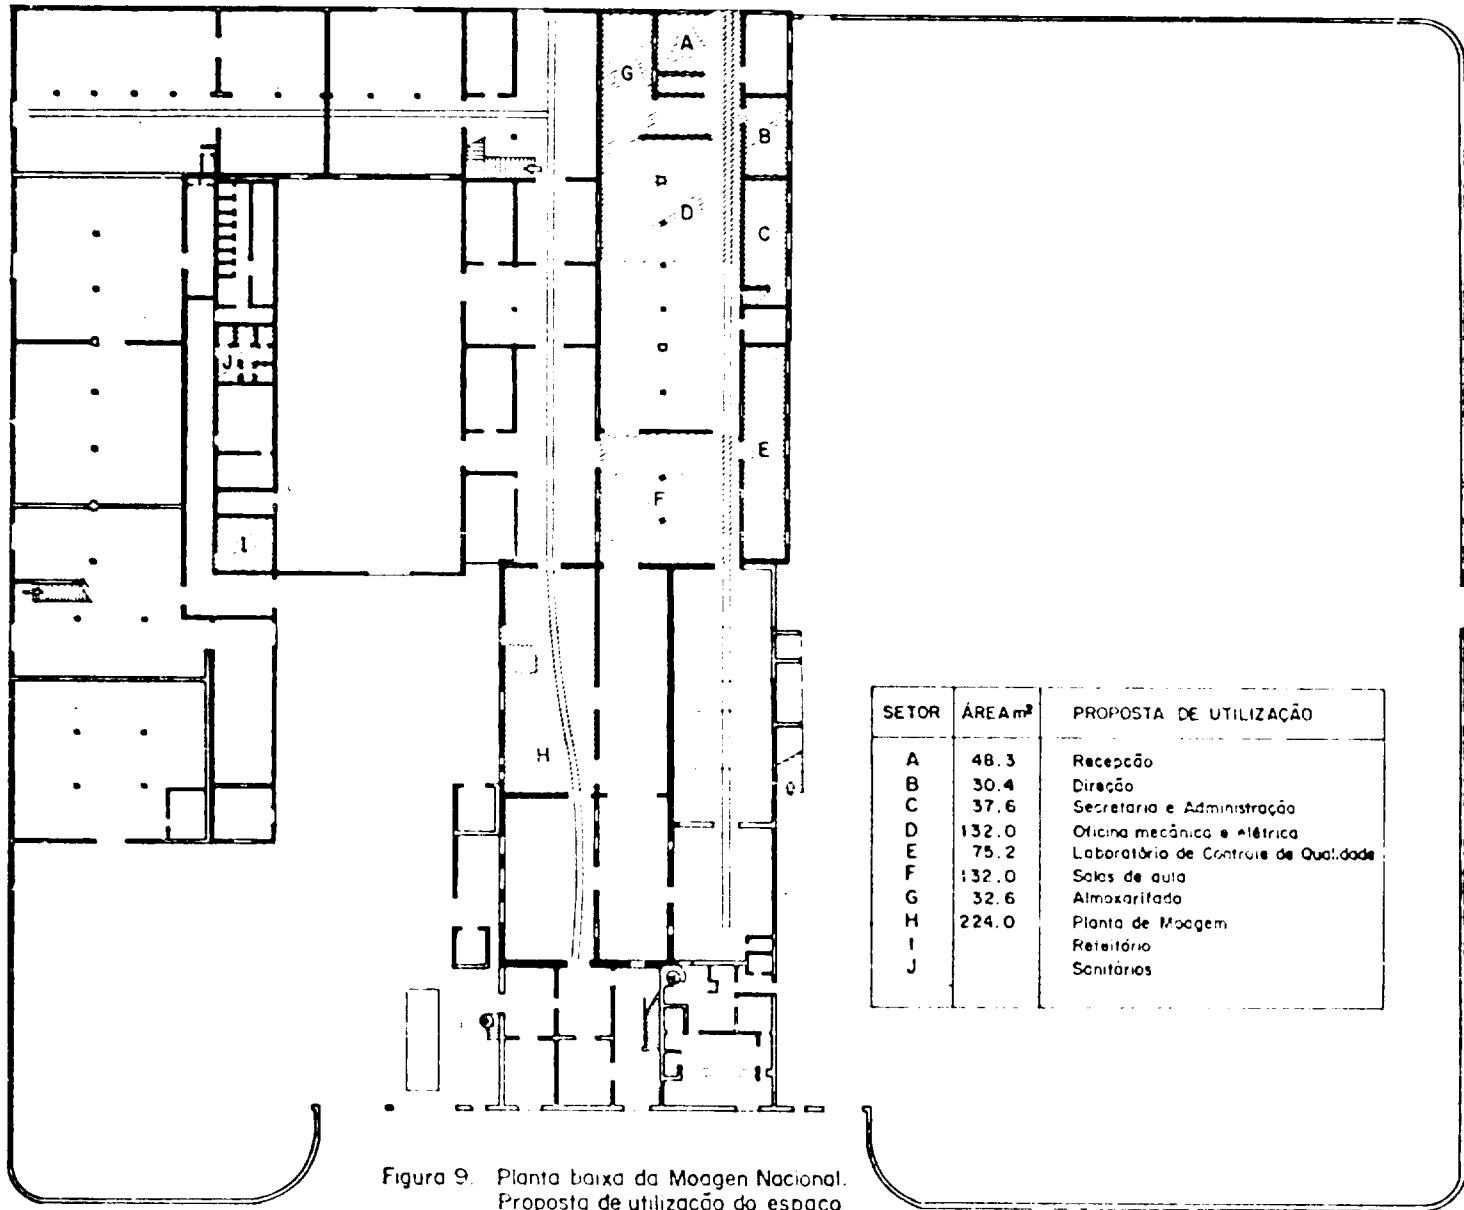 A
G
B
D
C
J
E
F
I
H
SETOR ÁREA m² PROPOSTA DE UTILIZAÇÃO
A 48.3 Recepcão
B 30.4 Direção
C 37.6 Secretaria e Administração
D 132.0 Oficina mecânica e elétrica
E 75.2 Laboratório de Controle de Qualidade
F 132.0 Salas de aula
G 32.6 Almoxarifado
H 224.0 Planta de Moagem
I Refeitório
J Sanitários
Figura 9. Planta baixa da Moagen Nacional.
Proposta de utilização do espaço